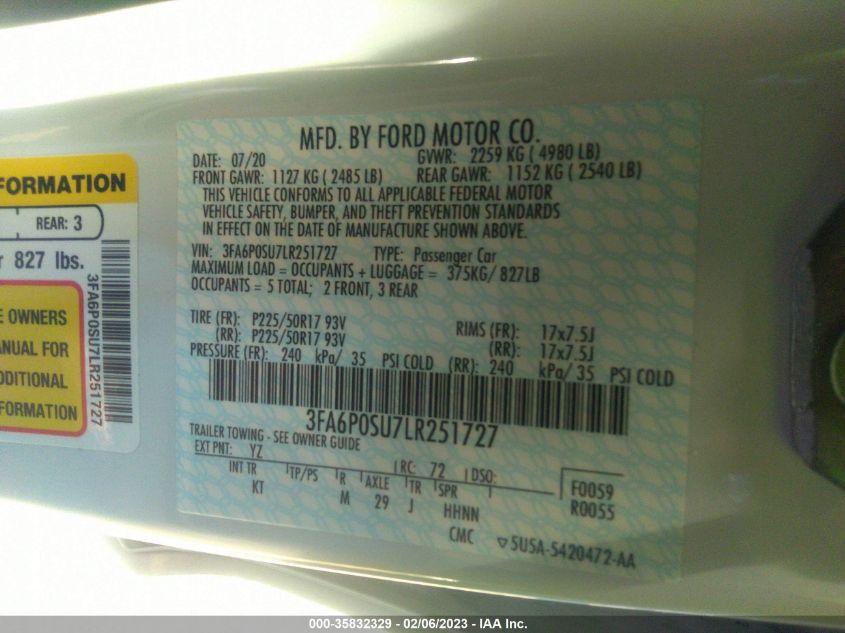 FORMATION
REAR: 3
827 lbs.
E OWNERS
ANUAL FOR
DDITIONAL
FORMATION
3FA6P0SU7LR251727
MFD. BY FORD MOTOR CO.
DATE: 07/20 GVWR: 2259 KG ( 4980 LB)
FRONT GAWR: 1127 KG ( 2485 LB) REAR GAWR: 1152 KG ( 2540 LB)
THIS VEHICLE CONFORMS TO ALL APPLICABLE FEDERAL MOTOR
VEHICLE SAFETY, BUMPER, AND THEFT PREVENTION STANDARDS
IN EFFECT ON THE DATE OF MANUFACTURE SHOWN ABOVE.
VIN: 3FA6P0SU7LR251727 TYPE: Passenger Car
MAXIMUM LOAD = OCCUPANTS + LUGGAGE = 375KG/ 827LB
OCCUPANTS = 5 TOTAL; 2 FRONT, 3 REAR
TIRE (FR): P225/50R17 93V RIMS (FR): 17x7.5J
(RR): P225/50R17 93V (RR): 17x7.5J
PRESSURE (FR): 240 kPa/ 35 PSI COLD (RR): 240 kPa/ 35 PSI COLD
3FA6P0SU7LR251727
TRAILER TOWING - SEE OWNER GUIDE
EXT PNT: YZ RC: 72 DSO:
INT TR TP/PS R AXLE TR SPR F0059
KT M 29 J HHNN R0055
CMC ▽5U5A-5420472-AA
000-35832329 - 02/06/2023 - IAA Inc.